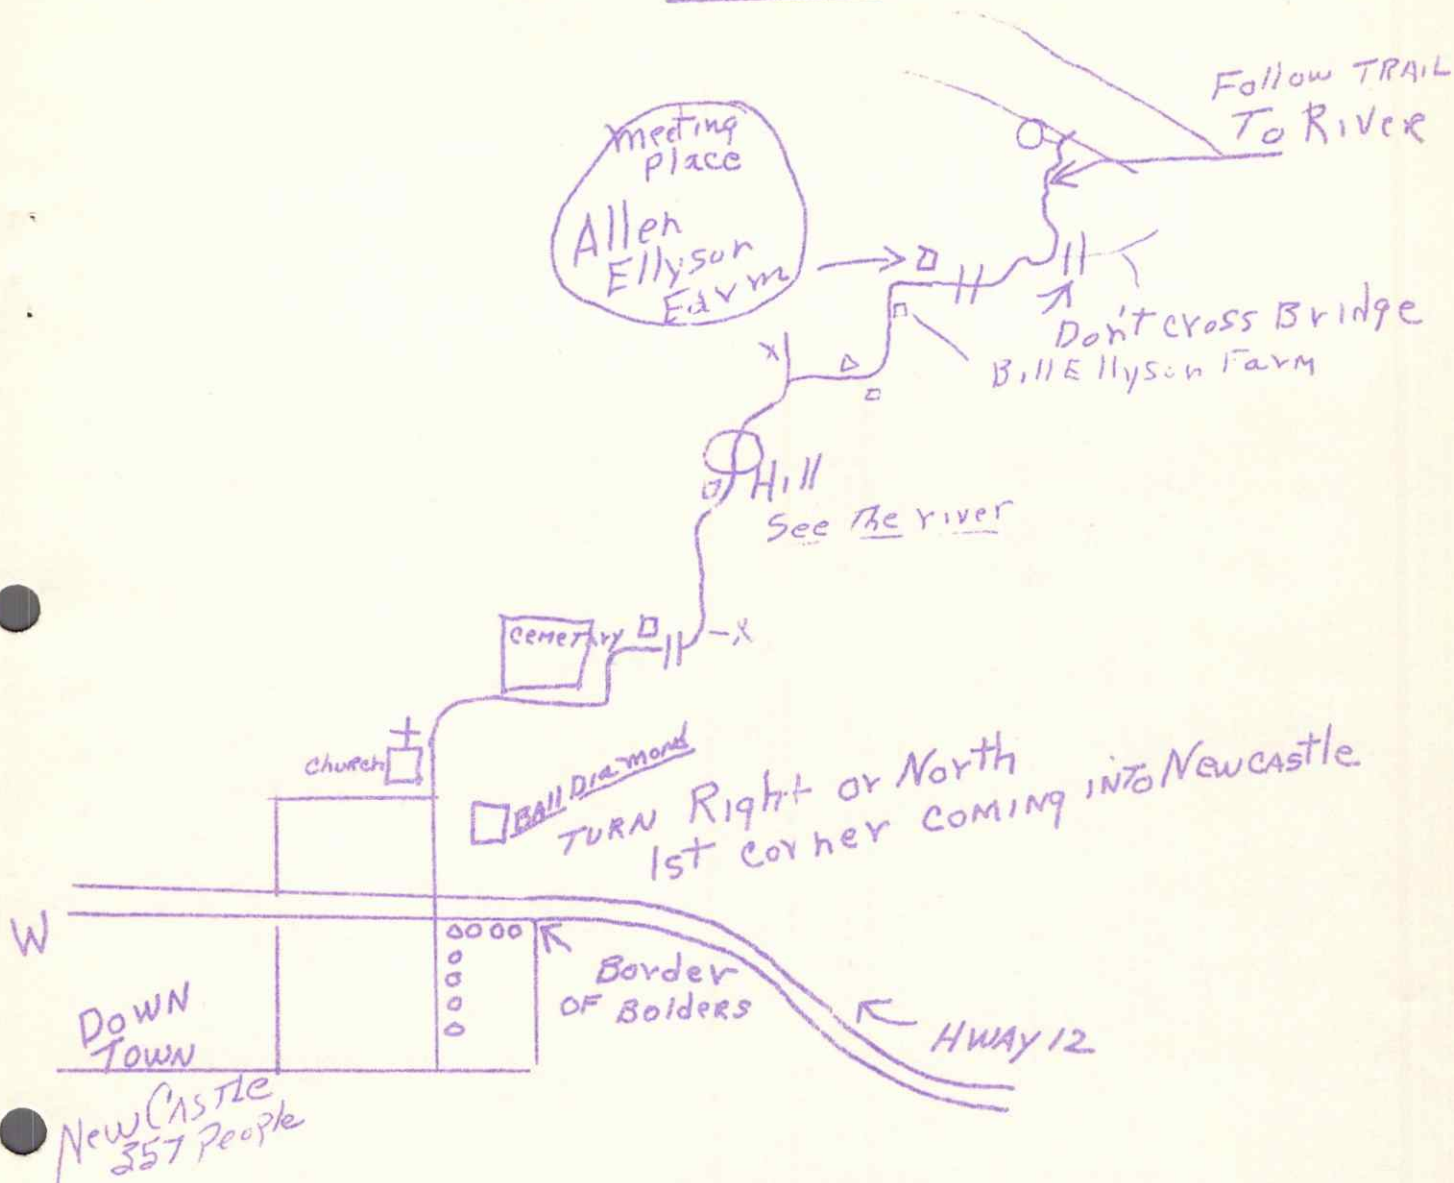 Follow TRAIL
To River
meeting
place
Allen
Ellyson
Farm
Don't cross Bridge
Bill Ellyson Farm
X
Hill
See The river
X
Cemetary
Church
BAll Diamond
TURN Right or North
1st corner COMING INTO Newcastle
W
Border
OF Bolders
HWAY 12
DOWN
TOWN
New CAsTle
357 People